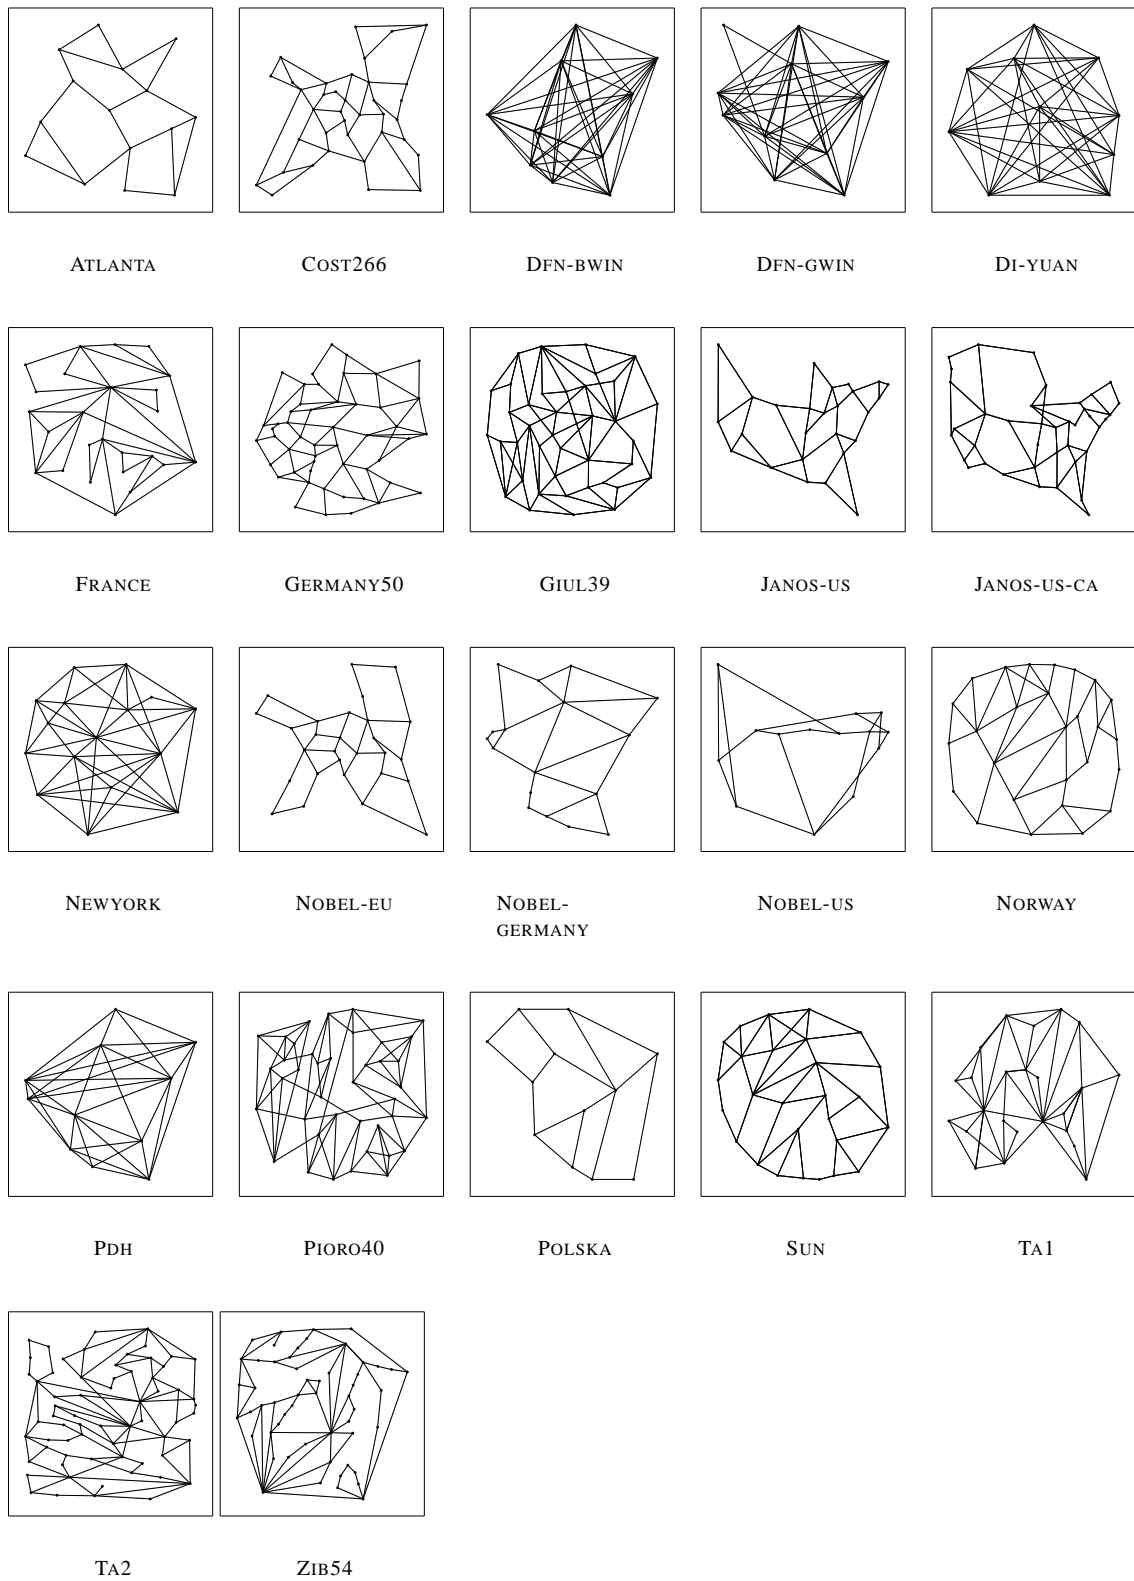 ATLANTA
COST266
DFN-BWIN
DFN-GWIN
DI-YUAN
FRANCE
GERMANY50
GIUL39
JANOS-US
JANOS-US-CA
NEWYORK
NOBEL-EU
NOBEL-
GERMANY
NOBEL-US
NORWAY
PDH
PIORO40
POLSKA
SUN
TA1
TA2
ZIB54